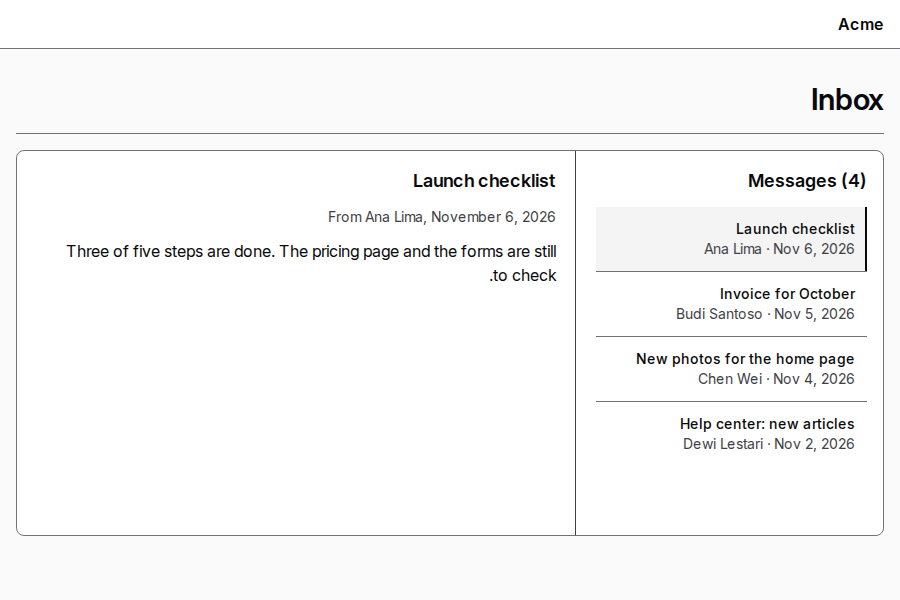 Acme
Inbox
Messages (4)
Launch checklist
Ana Lima · Nov 6, 2026
Invoice for October
Budi Santoso · Nov 5, 2026
New photos for the home page
Chen Wei · Nov 4, 2026
Help center: new articles
Dewi Lestari · Nov 2, 2026
Launch checklist
From Ana Lima, November 6, 2026
Three of five steps are done. The pricing page and the forms are still
.to check